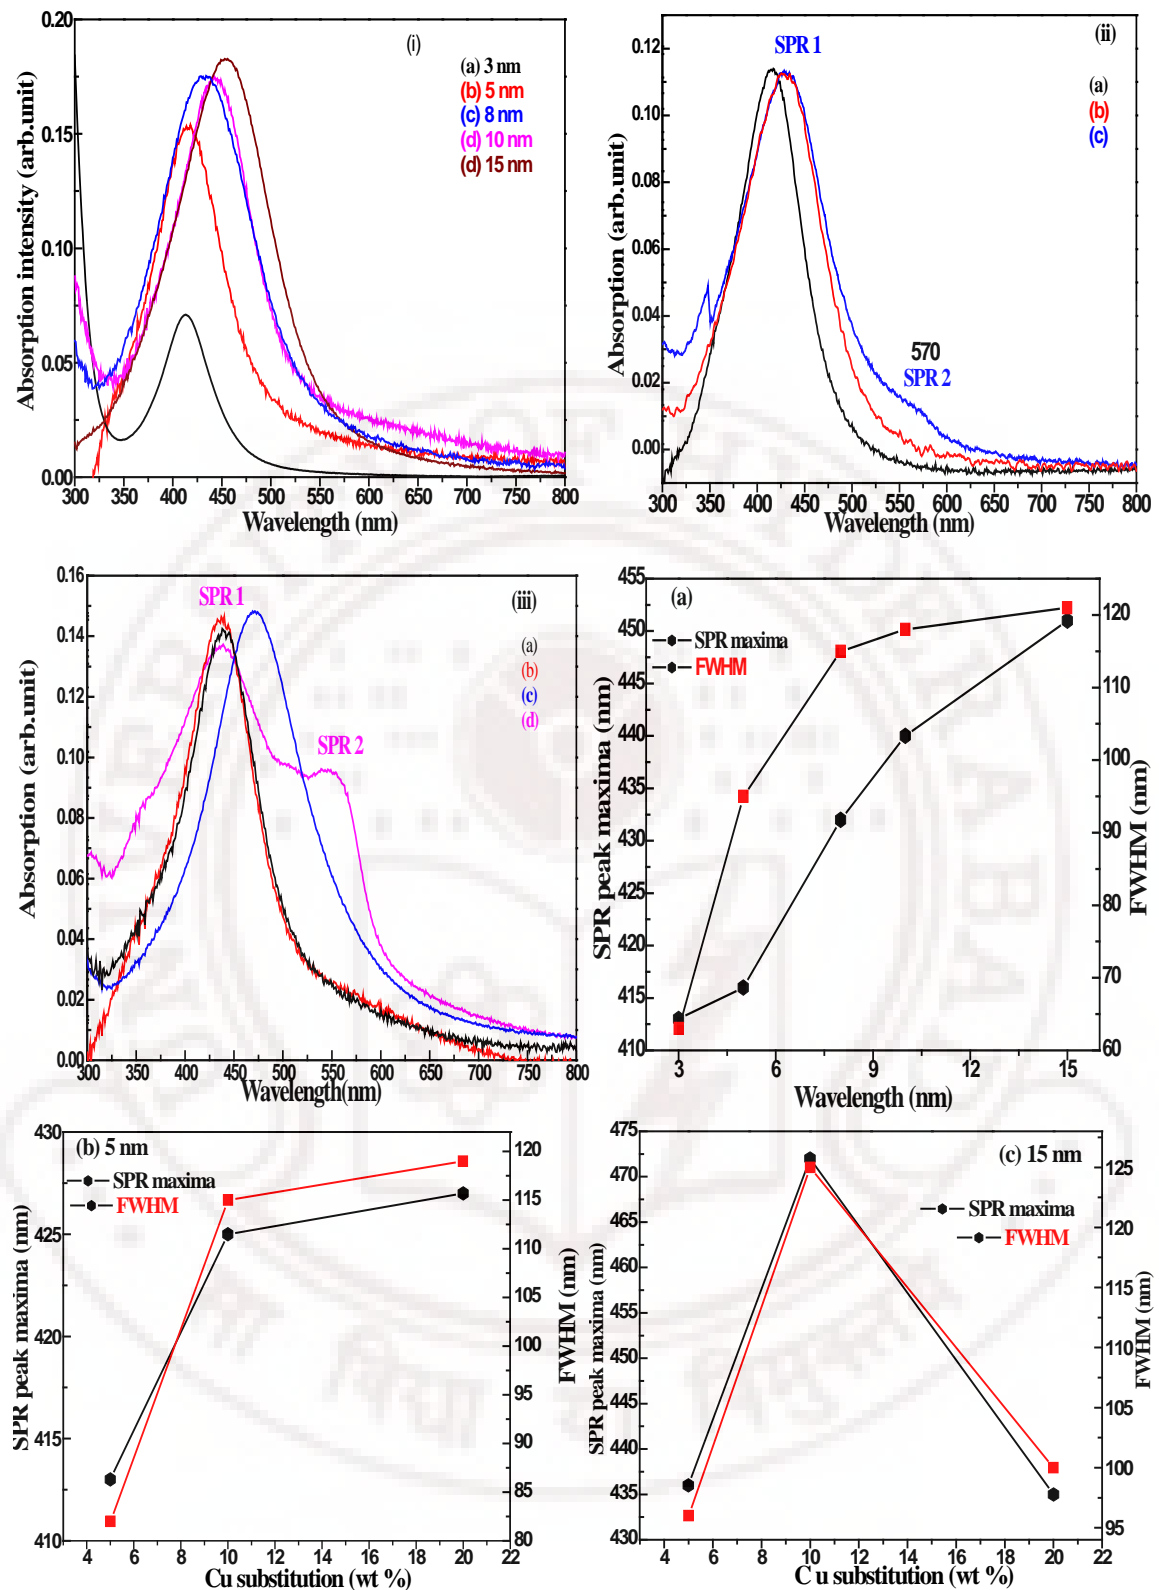 (i)
(a) 3 nm
(b) 5 nm
(c) 8 nm
(d) 10 nm
(d) 15 nm
Absorption intensity (arb.unit)
0.20
0.15
0.10
0.05
0.00
300 350 400 450 500 550 600 650 700 750 800
Wavelength (nm)
(ii)
SPR 1
(a)
(b)
(c)
570
SPR 2
Absorption (arb.unit)
0.12
0.10
0.08
0.06
0.04
0.02
0.00
300 350 400 450 500 550 600 650 700 750 800
Wavelength (nm)
(iii)
SPR 1
(a)
(b)
(c)
(d)
SPR 2
Absorption (arb.unit)
0.16
0.14
0.12
0.10
0.08
0.06
0.04
0.02
0.00
300 350 400 450 500 550 600 650 700 750 800
Wavelength(nm)
(a)
SPR maxima
FWHM
SPR peak maxima (nm)
455
450
445
440
435
430
425
420
415
410
FWHM (nm)
120
110
100
90
80
70
60
3 6 9 12 15
Wavelength (nm)
(b) 5 nm
SPR maxima
FWHM
SPR peak maxima (nm)
430
425
420
415
410
FWHM (nm)
120
115
110
105
100
95
90
85
80
4 6 8 10 12 14 16 18 20 22
Cu substitution (wt %)
(c) 15 nm
SPR maxima
FWHM
SPR peak maxima (nm)
475
470
465
460
455
450
445
440
435
430
FWHM (nm)
125
120
115
110
105
100
95
4 6 8 10 12 14 16 18 20 22
C u substitution (wt %)